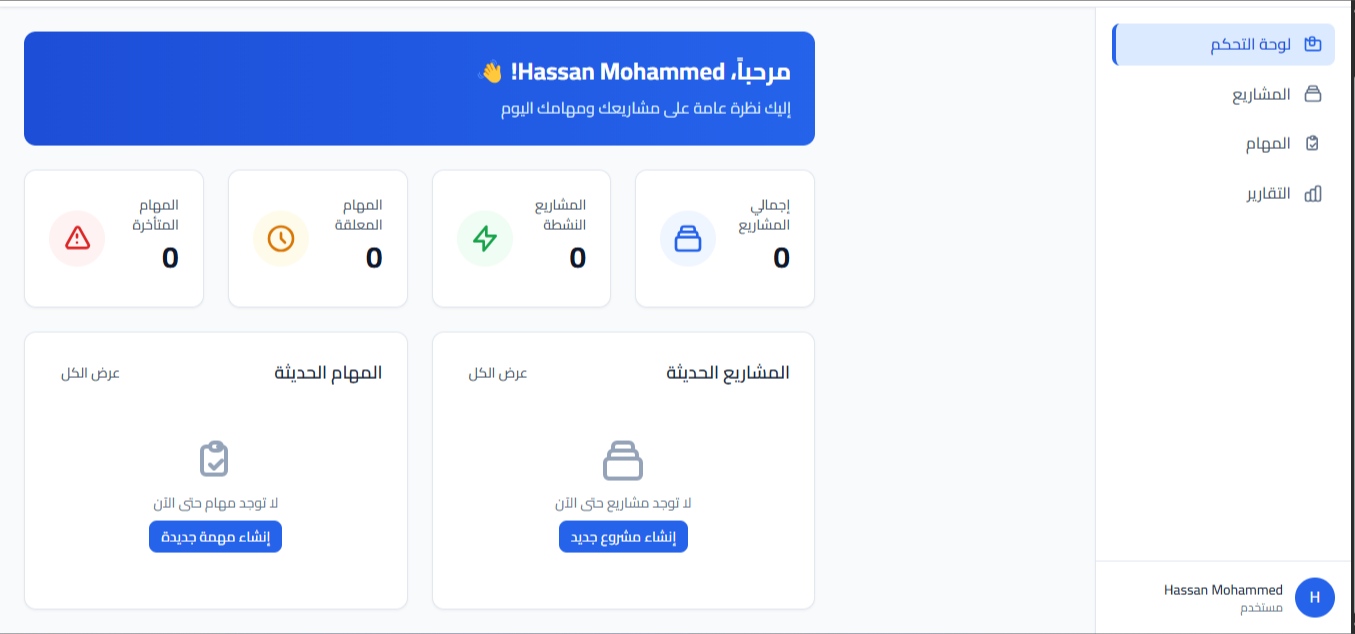 لوحة التحكم
المشاريع
المهام
التقارير
Hassan Mohammed
مستخدم
H
مرحباً، Hassan Mohammed! 👋
إليك نظرة عامة على مشاريعك ومهامك اليوم
إجمالي
المشاريع
0
المشاريع
النشطة
0
المهام
المعلقة
0
المهام
المتأخرة
0
المشاريع الحديثة
عرض الكل
لا توجد مشاريع حتى الآن
إنشاء مشروع جديد
المهام الحديثة
عرض الكل
لا توجد مهام حتى الآن
إنشاء مهمة جديدة